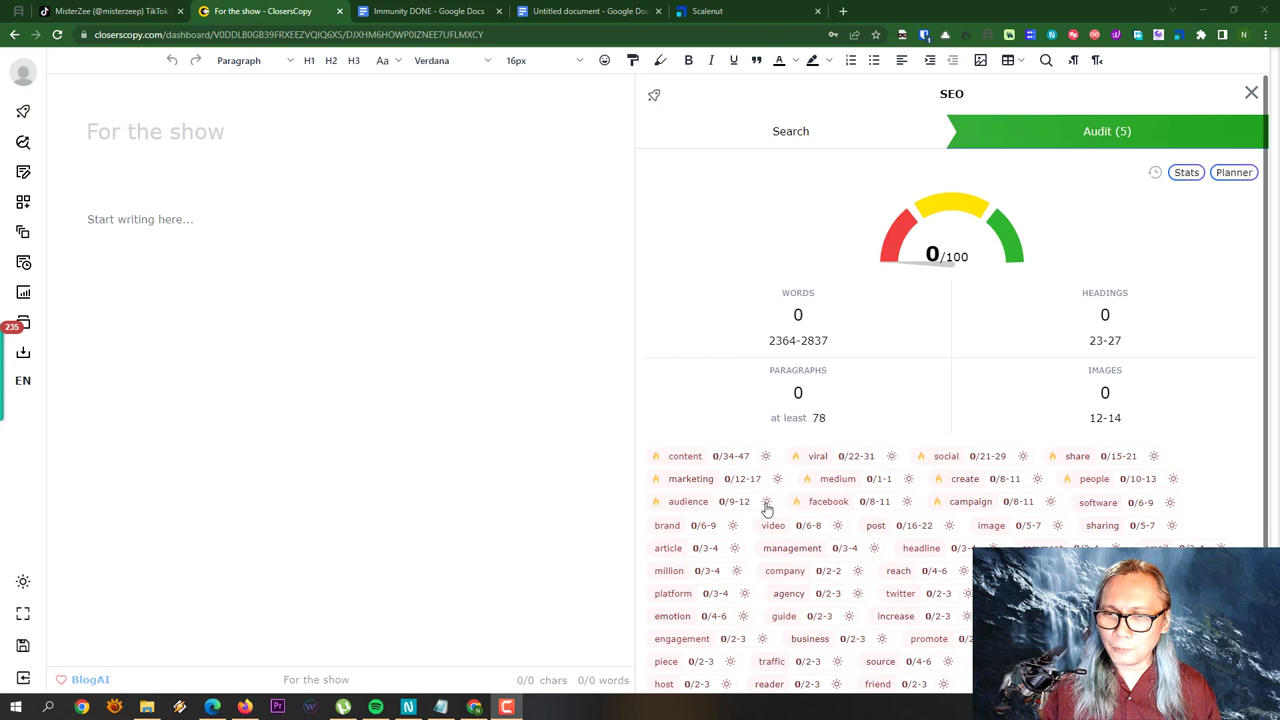 MisterZee (@misterzeep) TikTok
For the show - ClosersCopy
Immunity DONE - Google Docs
Untitled document - Google Doc
Scalenut
closerscopy.com/dashboard/V0DDLB0GB39FRXEEZVQIQ6XS/DJXHM6HOWP0IZNEE7UFLMXCY
N
Paragraph H1 H2 H3 Aa Verdana 16px B I U A
SEO
Search Audit (5)
Stats Planner
For the show
Start writing here...
0/100
WORDS HEADINGS
0 0
2364-2837 23-27
PARAGRAPHS IMAGES
0 0
at least 78 12-14
235
EN
content 0/34-47 viral 0/22-31 social 0/21-29 share 0/15-21
marketing 0/12-17 medium 0/1-1 create 0/8-11 people 0/10-13
audience 0/9-12 facebook 0/8-11 campaign 0/8-11 software 0/6-9
brand 0/6-9 video 0/6-8 post 0/16-22 image 0/5-7 sharing 0/5-7
article 0/3-4 management 0/3-4 headline 0/3-4
million 0/3-4 company 0/2-2 reach 0/4-6
platform 0/3-4 agency 0/2-3 twitter 0/2-3
emotion 0/4-6 guide 0/2-3 increase 0/2-3
engagement 0/2-3 business 0/2-3 promote
piece 0/2-3 traffic 0/2-3 source 0/4-6
host 0/2-3 reader 0/2-3 friend 0/2-3
BlogAI For the show 0/0 chars 0/0 words